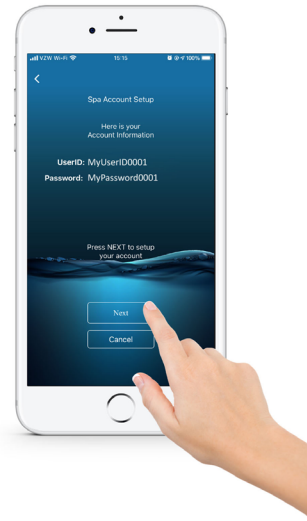 VZW Wi-Fi 15:15 100%
Spa Account Setup
Here is your
Account Information
UserID: MyUserID0001
Password: MyPassword0001
Press NEXT to setup
your account
Next
Cancel